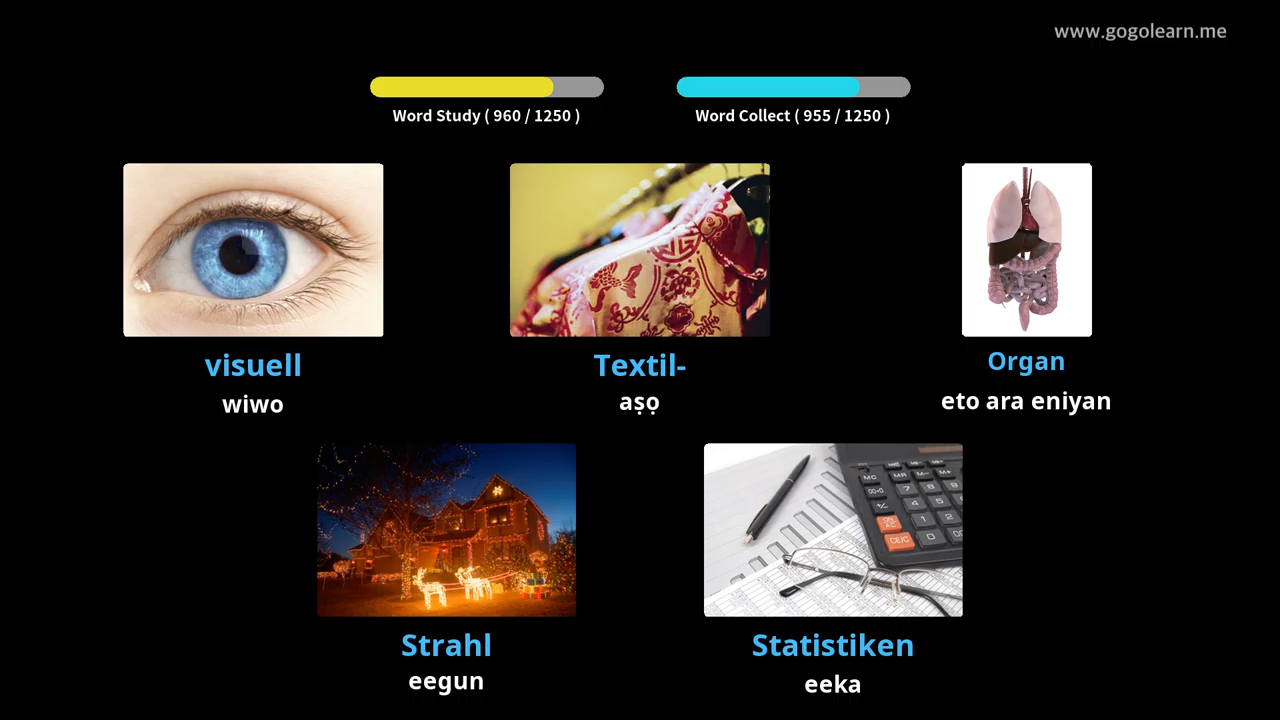 www.gogolearn.me
Word Study ( 960 / 1250 )
Word Collect ( 955 / 1250 )
visuell
wiwo
Textil-
aṣọ
Organ
eto ara eniyan
Strahl
eegun
Statistiken
eeka